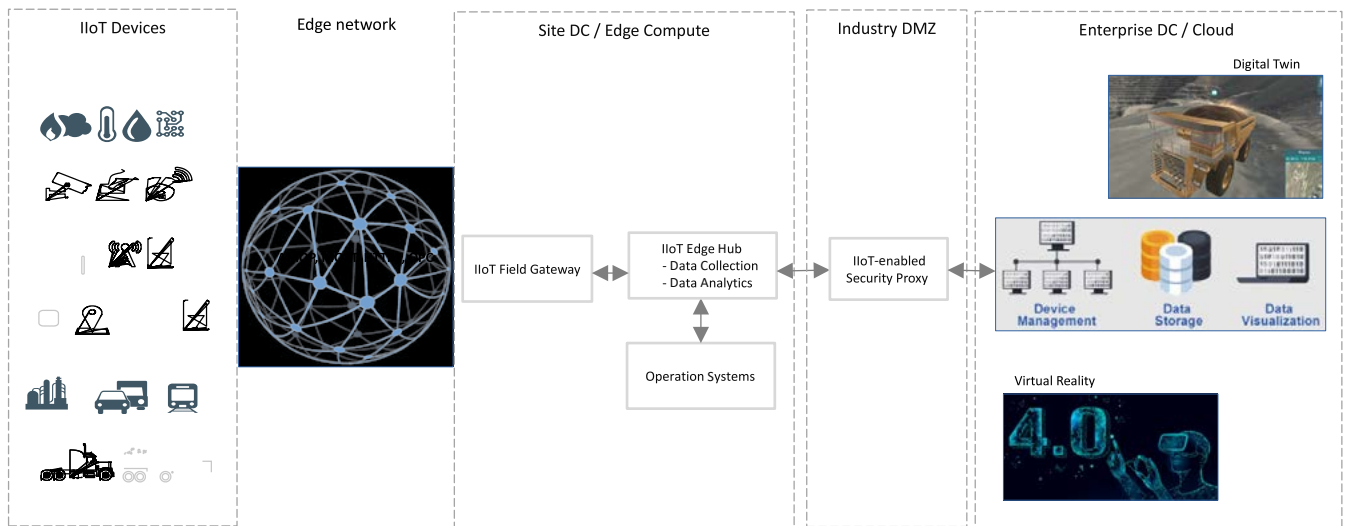 IIoT Devices
Edge network
Site DC / Edge Compute
Industry DMZ
Enterprise DC / Cloud
Digital Twin
IIoT Field Gateway
IIoT Edge Hub
- Data Collection
- Data Analytics
IIoT-enabled
Security Proxy
Device
Management
Data
Storage
Data
Visualization
Operation Systems
Virtual Reality
4.0